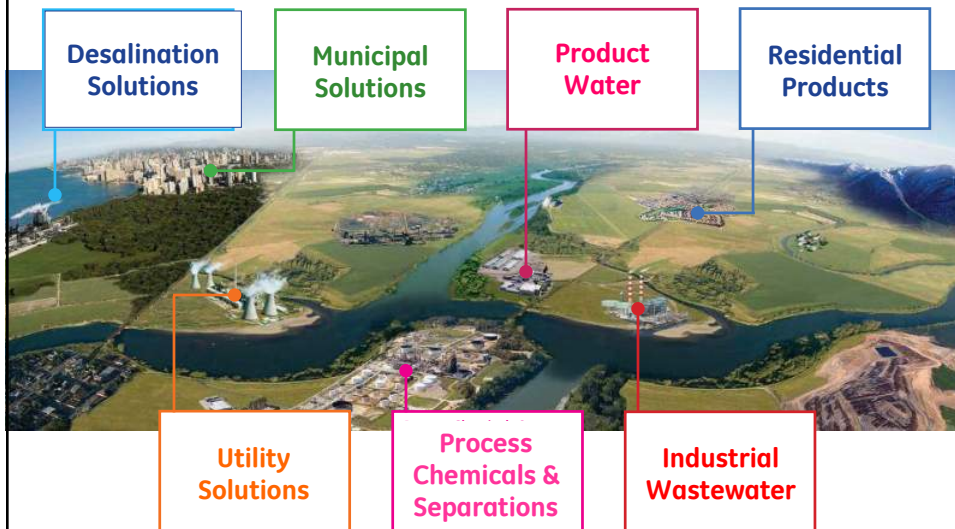 Desalination
Solutions
Municipal
Solutions
Product
Water
Residential
Products
Utility
Solutions
Process
Chemicals &
Separations
Industrial
Wastewater